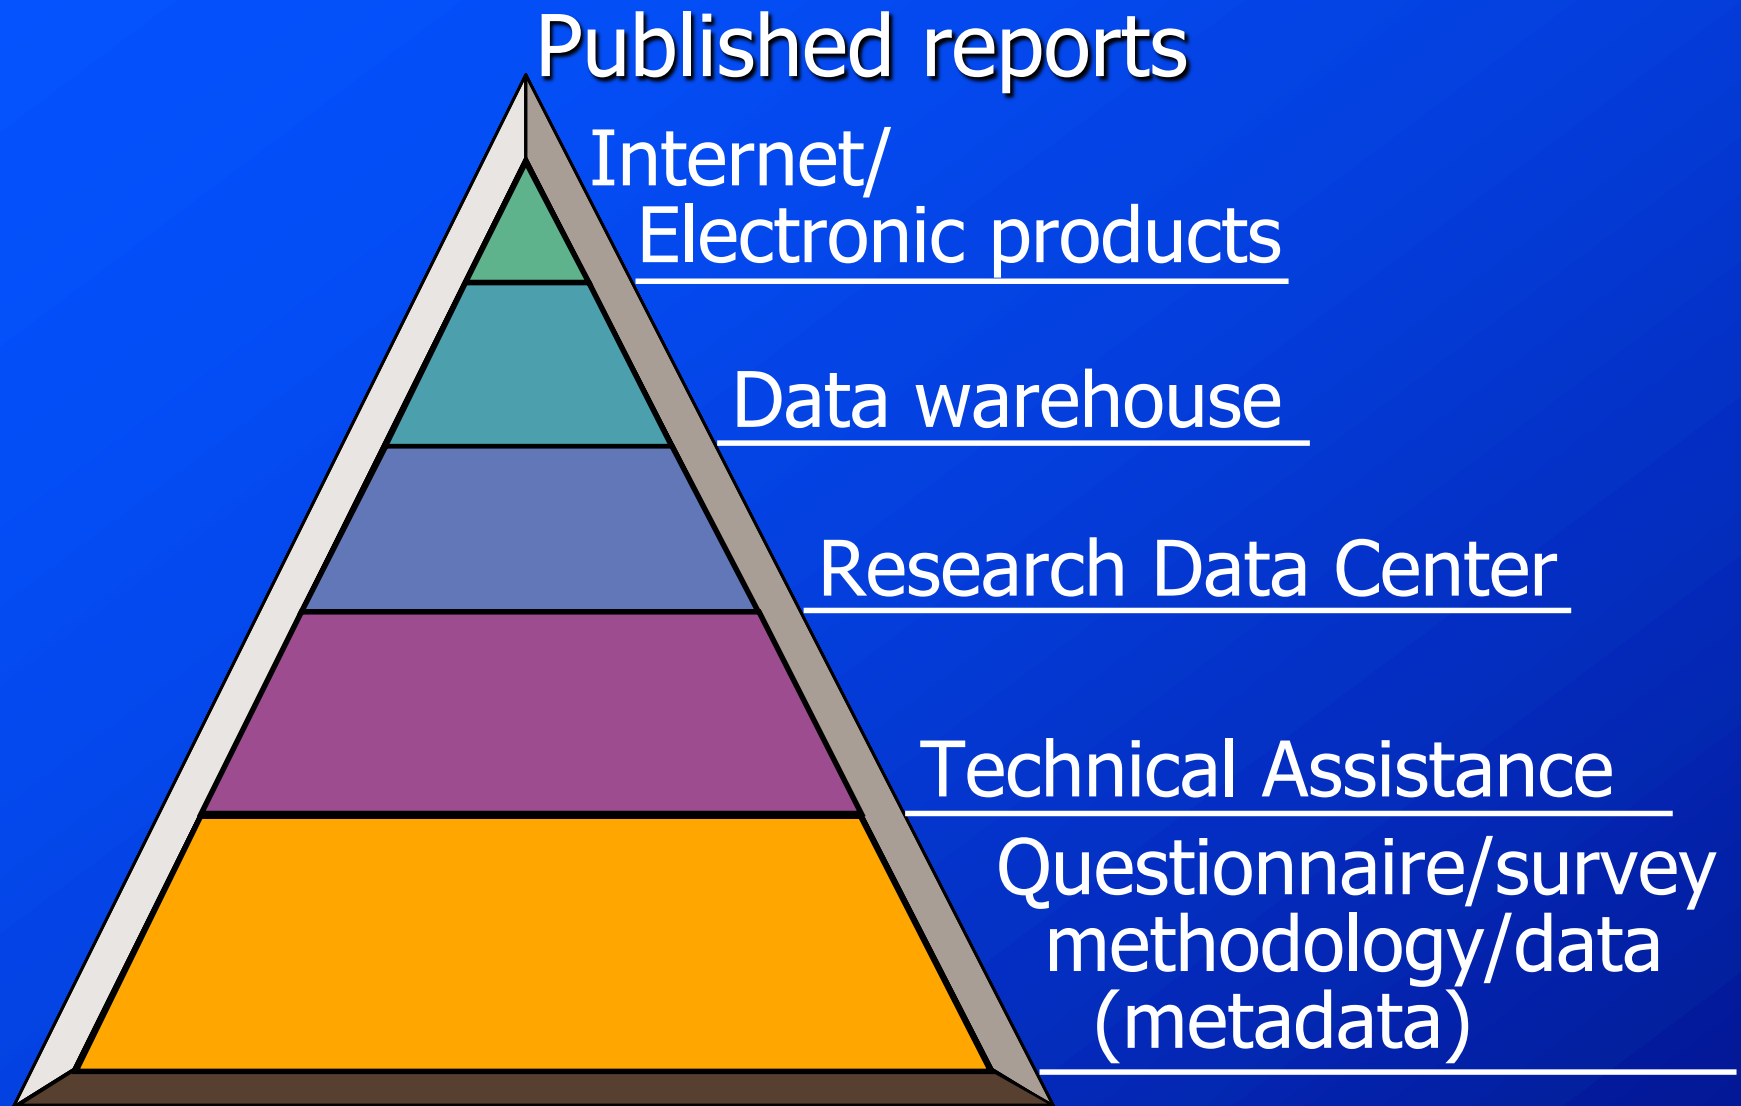 Published reports
Internet/
Electronic products
Data warehouse
Research Data Center
Technical Assistance
Questionnaire/survey
methodology/data
(metadata)